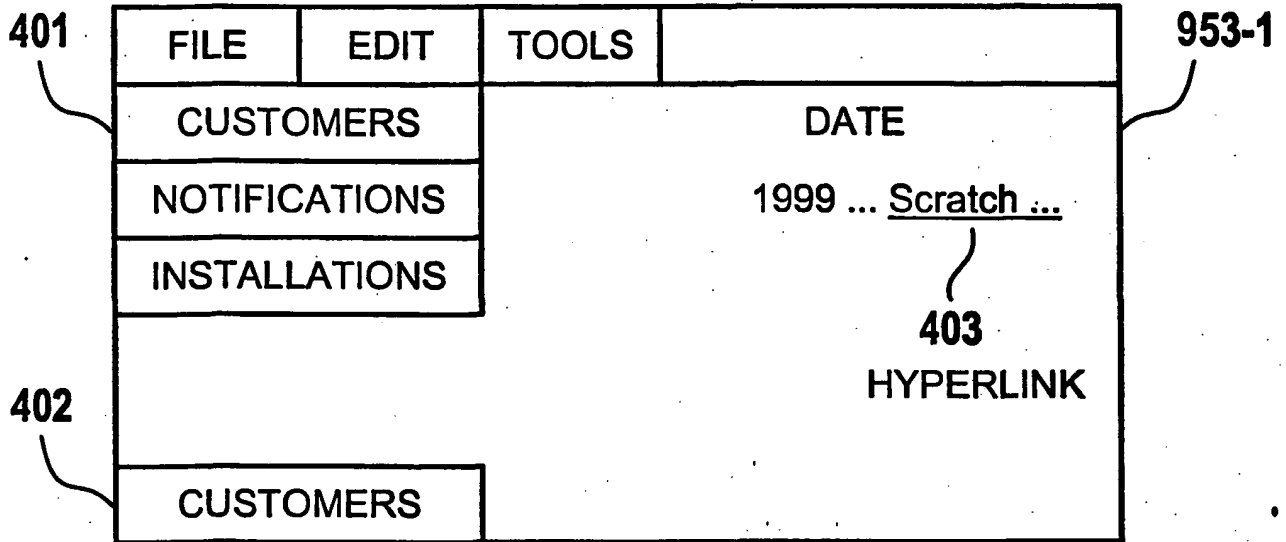 401 FILE EDIT TOOLS 953-1
CUSTOMERS DATE
NOTIFICATIONS 1999 ... Scratch ...
INSTALLATIONS
403
HYPERLINK
402
CUSTOMERS